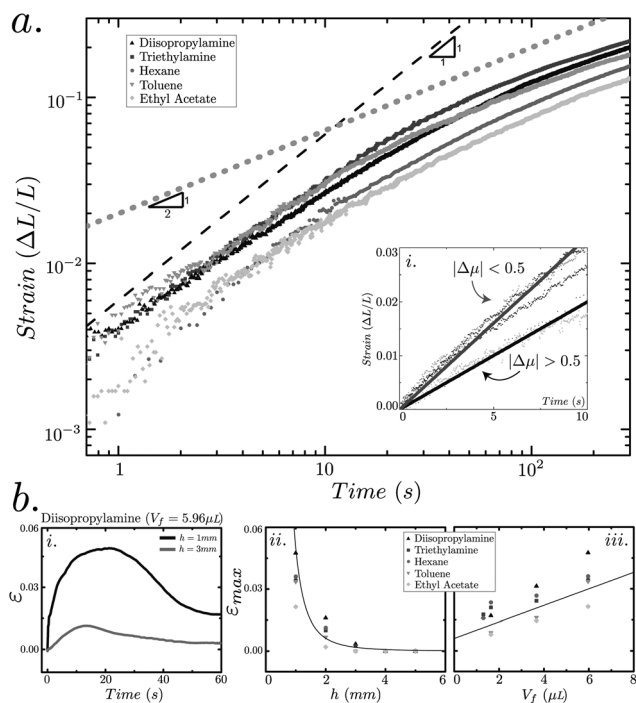 a.
Diisopropylamine
Triethylamine
Hexane
Toluene
Ethyl Acetate
1
1
1
2
10⁻¹
10⁻²
10⁻³
Strain (ΔL/L)
1
10
10²
Time (s)
i.
|Δμ| < 0.5
|Δμ| > 0.5
0.03
0.02
0.01
0.00
Strain (ΔL/L)
0
5
10
Time (s)
b.
Diisopropylamine (V_f = 5.96μL)
i.
h = 1mm
h = 3mm
0.06
0.03
0.00
ε
0
20
40
60
Time (s)
ii.
0.06
0.03
0.00
ε_max
0
2
4
6
h (mm)
Diisopropylamine
Triethylamine
Hexane
Toluene
Ethyl Acetate
iii.
0
2
4
6
8
V_f (μL)